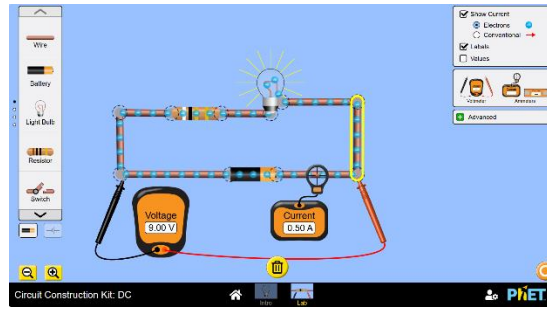 Wire
Battery
Light Bulb
Resistor
Switch
Voltage
9.00 V
Current
0.50 A
Show Current
Electrons
Conventional
Labels
Values
Voltmeter
Ammeters
Advanced
Circuit Construction Kit: DC
Intro
Lab
PhET